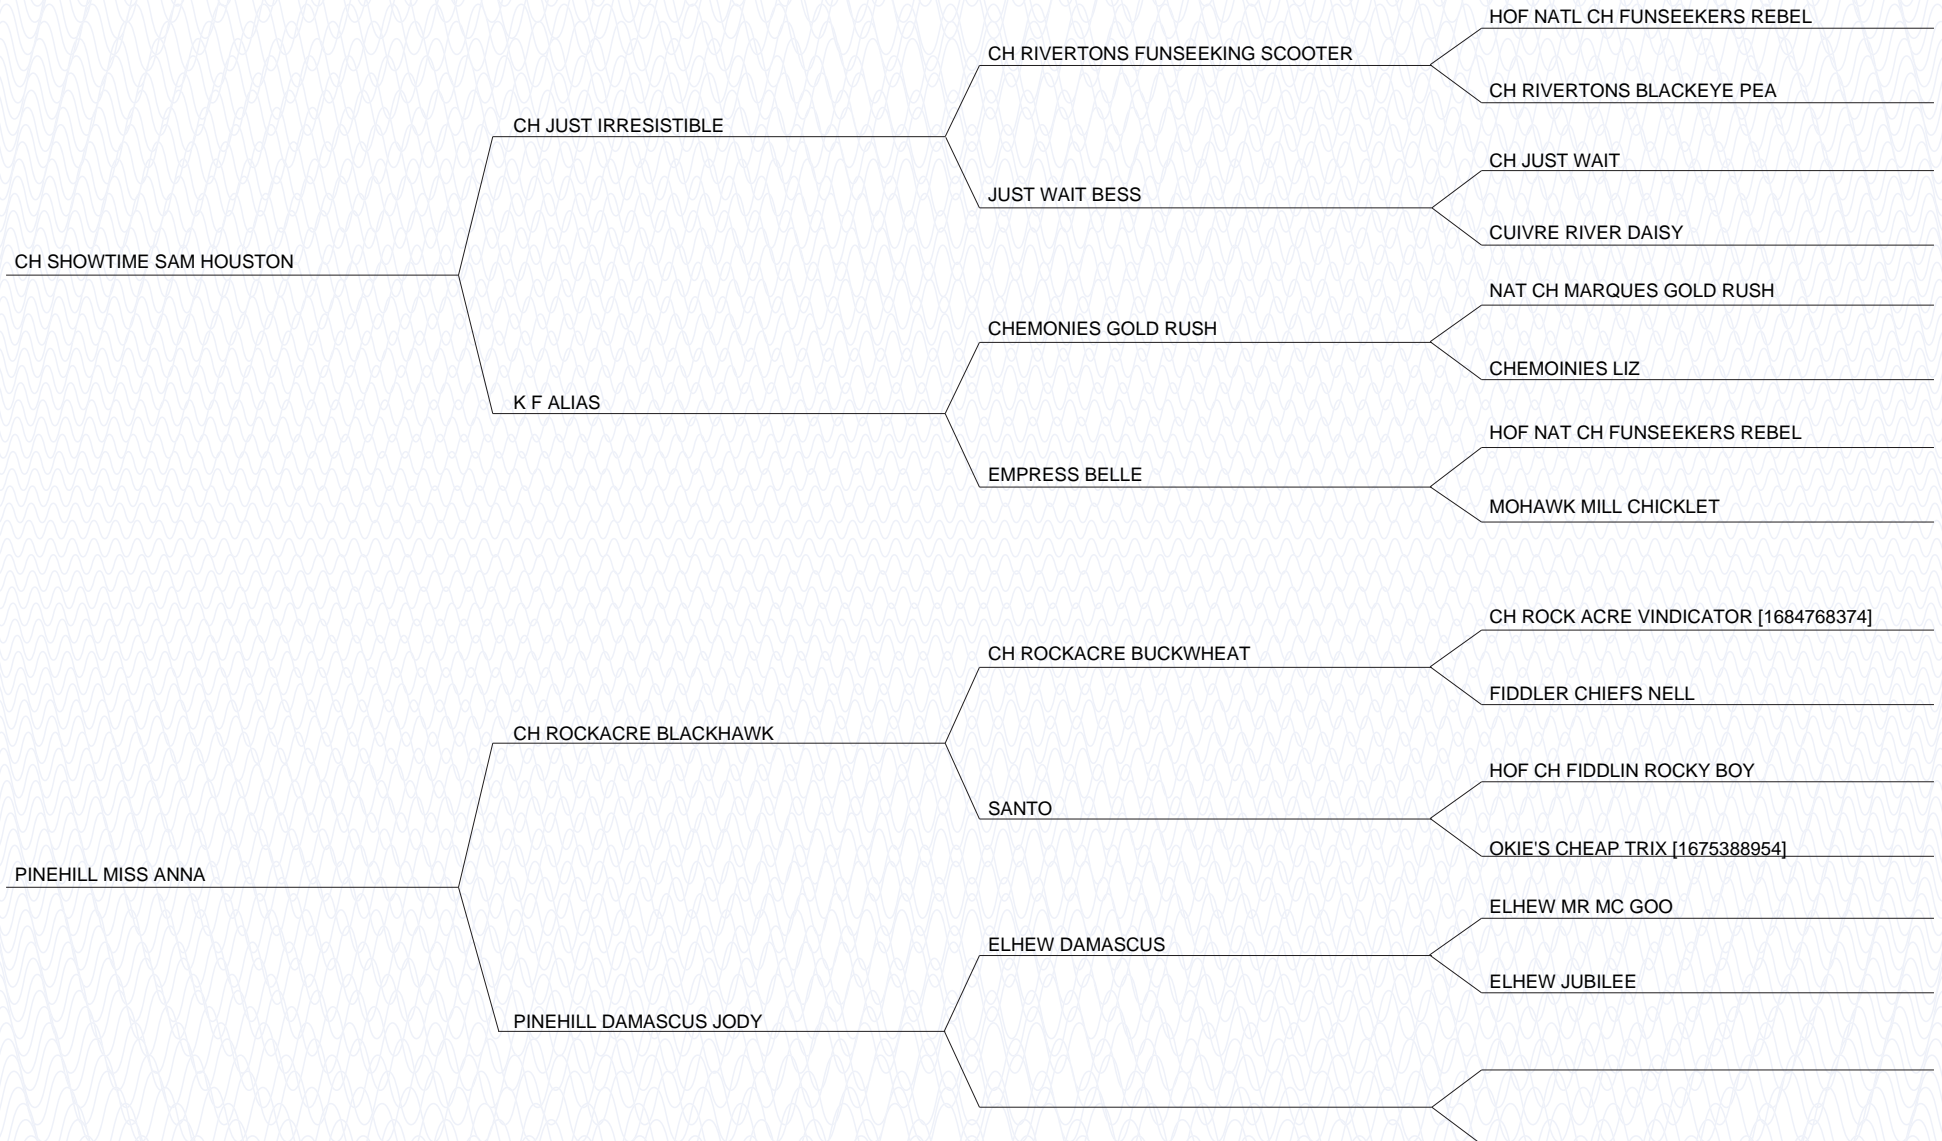 HOF NATL CH FUNSEEKERS REBEL
CH RIVERTONS FUNSEEKING SCOOTER
CH RIVERTONS BLACKEYE PEA
CH JUST IRRESISTIBLE
CH JUST WAIT
JUST WAIT BESS
CUIVRE RIVER DAISY
CH SHOWTIME SAM HOUSTON
NAT CH MARQUES GOLD RUSH
CHEMONIES GOLD RUSH
CHEMOINIES LIZ
K F ALIAS
HOF NAT CH FUNSEEKERS REBEL
EMPRESS BELLE
MOHAWK MILL CHICKLET
CH ROCK ACRE VINDICATOR [1684768374]
CH ROCKACRE BUCKWHEAT
FIDDLER CHIEFS NELL
CH ROCKACRE BLACKHAWK
HOF CH FIDDLIN ROCKY BOY
SANTO
OKIE'S CHEAP TRIX [1675388954]
PINEHILL MISS ANNA
ELHEW MR MC GOO
ELHEW DAMASCUS
ELHEW JUBILEE
PINEHILL DAMASCUS JODY